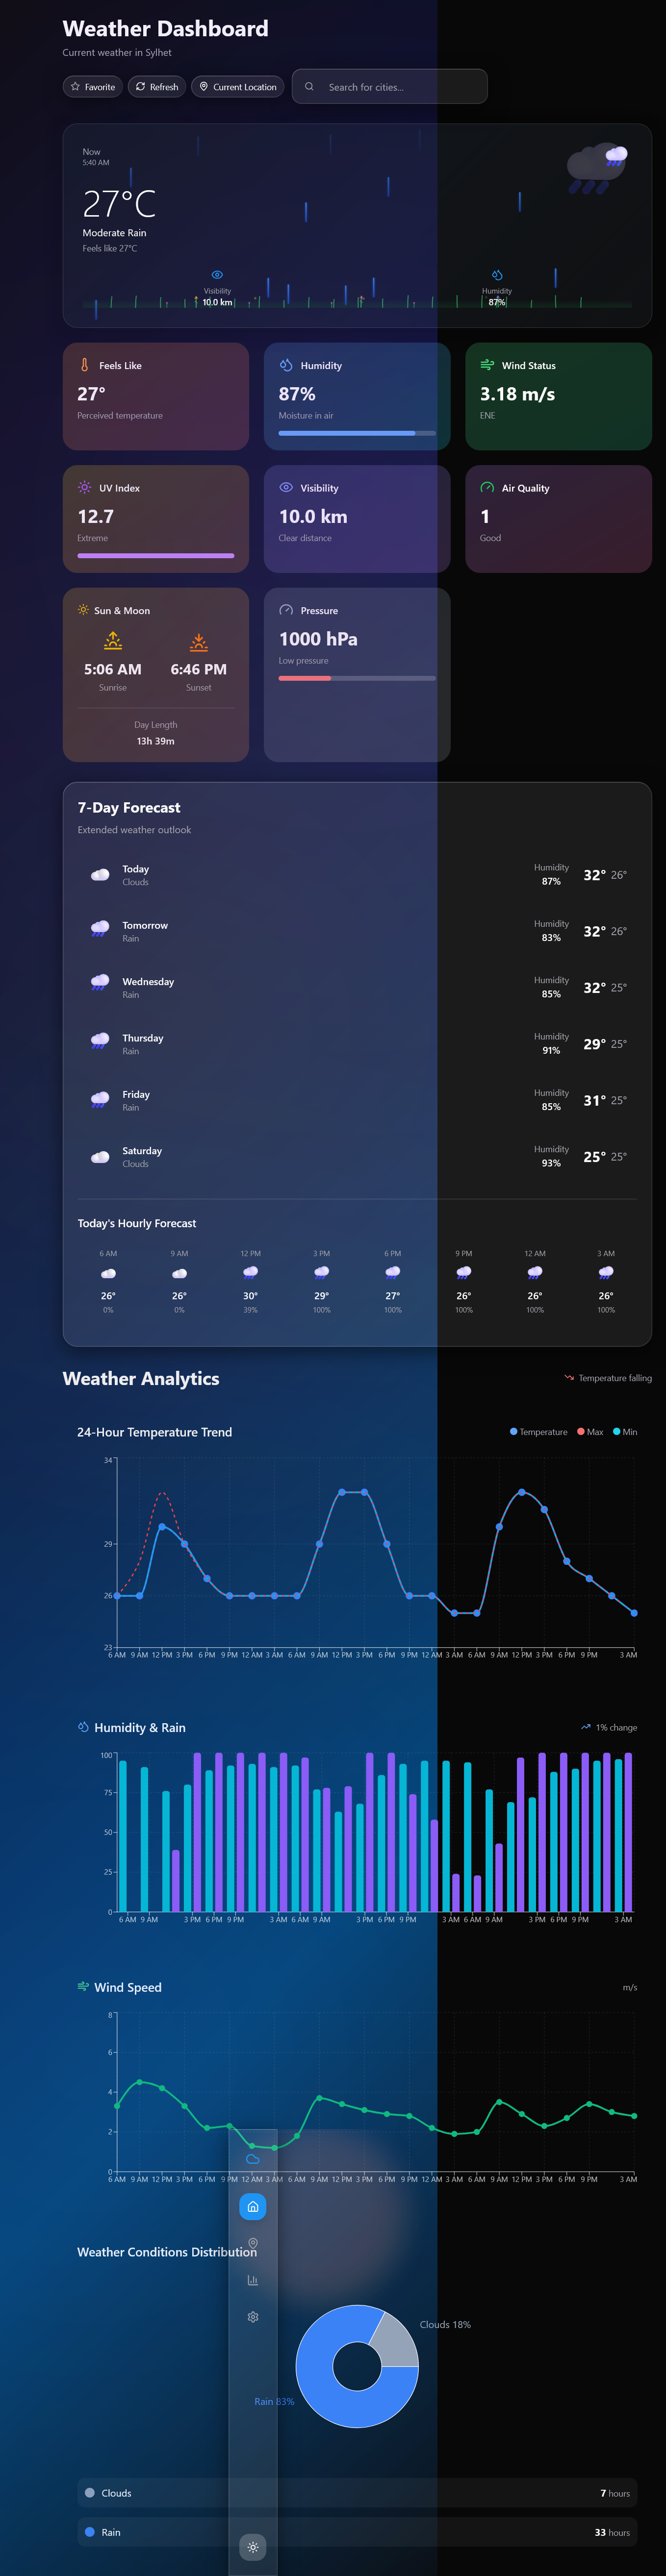 Weather Dashboard
Current weather in Sylhet
Favorite
Refresh
Current Location
Search for cities...
Now
5:40 AM
27°C
Moderate Rain
Feels like 27°C
Visibility
10.0 km
Humidity
87%
Feels Like
27°
Perceived temperature
Humidity
87%
Moisture in air
Wind Status
3.18 m/s
ENE
UV Index
12.7
Extreme
Visibility
10.0 km
Clear distance
Air Quality
1
Good
Sun & Moon
5:06 AM
Sunrise
6:46 PM
Sunset
Day Length
13h 39m
Pressure
1000 hPa
Low pressure
7-Day Forecast
Extended weather outlook
Today
Clouds
Humidity
87%
32° 26°
Tomorrow
Rain
Humidity
83%
32° 26°
Wednesday
Rain
Humidity
85%
32° 25°
Thursday
Rain
Humidity
91%
29° 25°
Friday
Rain
Humidity
85%
31° 25°
Saturday
Clouds
Humidity
93%
25° 25°
Today's Hourly Forecast
6 AM 9 AM 12 PM 3 PM 6 PM 9 PM 12 AM 3 AM
26° 26° 30° 29° 27° 26° 26° 26°
0% 0% 39% 100% 100% 100% 100% 100%
Weather Analytics
Temperature falling
24-Hour Temperature Trend
Temperature Max Min
34
29
26
23
6 AM 9 AM 12 PM 3 PM 6 PM 9 PM 12 AM 3 AM 6 AM 9 AM 12 PM 3 PM 6 PM 9 PM 12 AM 3 AM 6 AM 9 AM 12 PM 3 PM 6 PM 9 PM 3 AM
Humidity & Rain
1% change
100
75
50
25
0
6 AM 9 AM 3 PM 6 PM 9 PM 3 AM 6 AM 9 AM 3 PM 6 PM 9 PM 3 AM 6 AM 9 AM 3 PM 6 PM 9 PM 3 AM
Wind Speed
m/s
8
6
4
2
0
6 AM 9 AM 12 PM 3 PM 6 PM 9 PM 12 AM 3 AM 6 AM 9 AM 12 PM 3 PM 6 PM 9 PM 12 AM 3 AM 6 AM 9 AM 12 PM 3 PM 6 PM 9 PM 3 AM
Weather Conditions Distribution
Clouds 18%
Rain 83%
Clouds
7 hours
Rain
33 hours